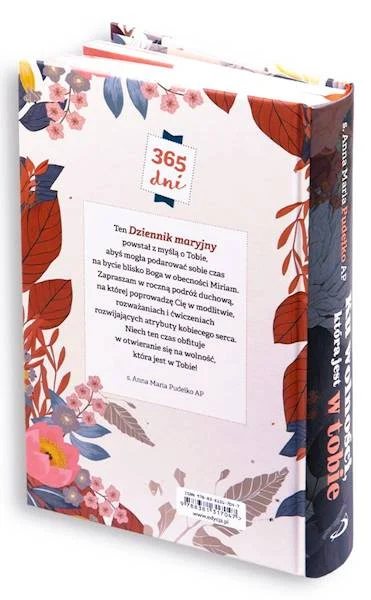 365
dni
Ten Dziennik maryjny
powstał z myślą o Tobie,
abyś mogła podarować sobie czas
na bycie blisko Boga w obecności Miriam.
Zapraszam w roczną podróż duchową,
na której poprowadzę Cię w modlitwie,
rozważaniach i ćwiczeniach
rozwijających atrybuty kobiecego serca.
Niech ten czas obfituje
w otwieranie się na wolność,
która jest w Tobie!
s. Anna Maria Pudełko AP
www.edycja.pl
s. Anna Maria Pudełko AP
Ku wolności,
która jest w tobie